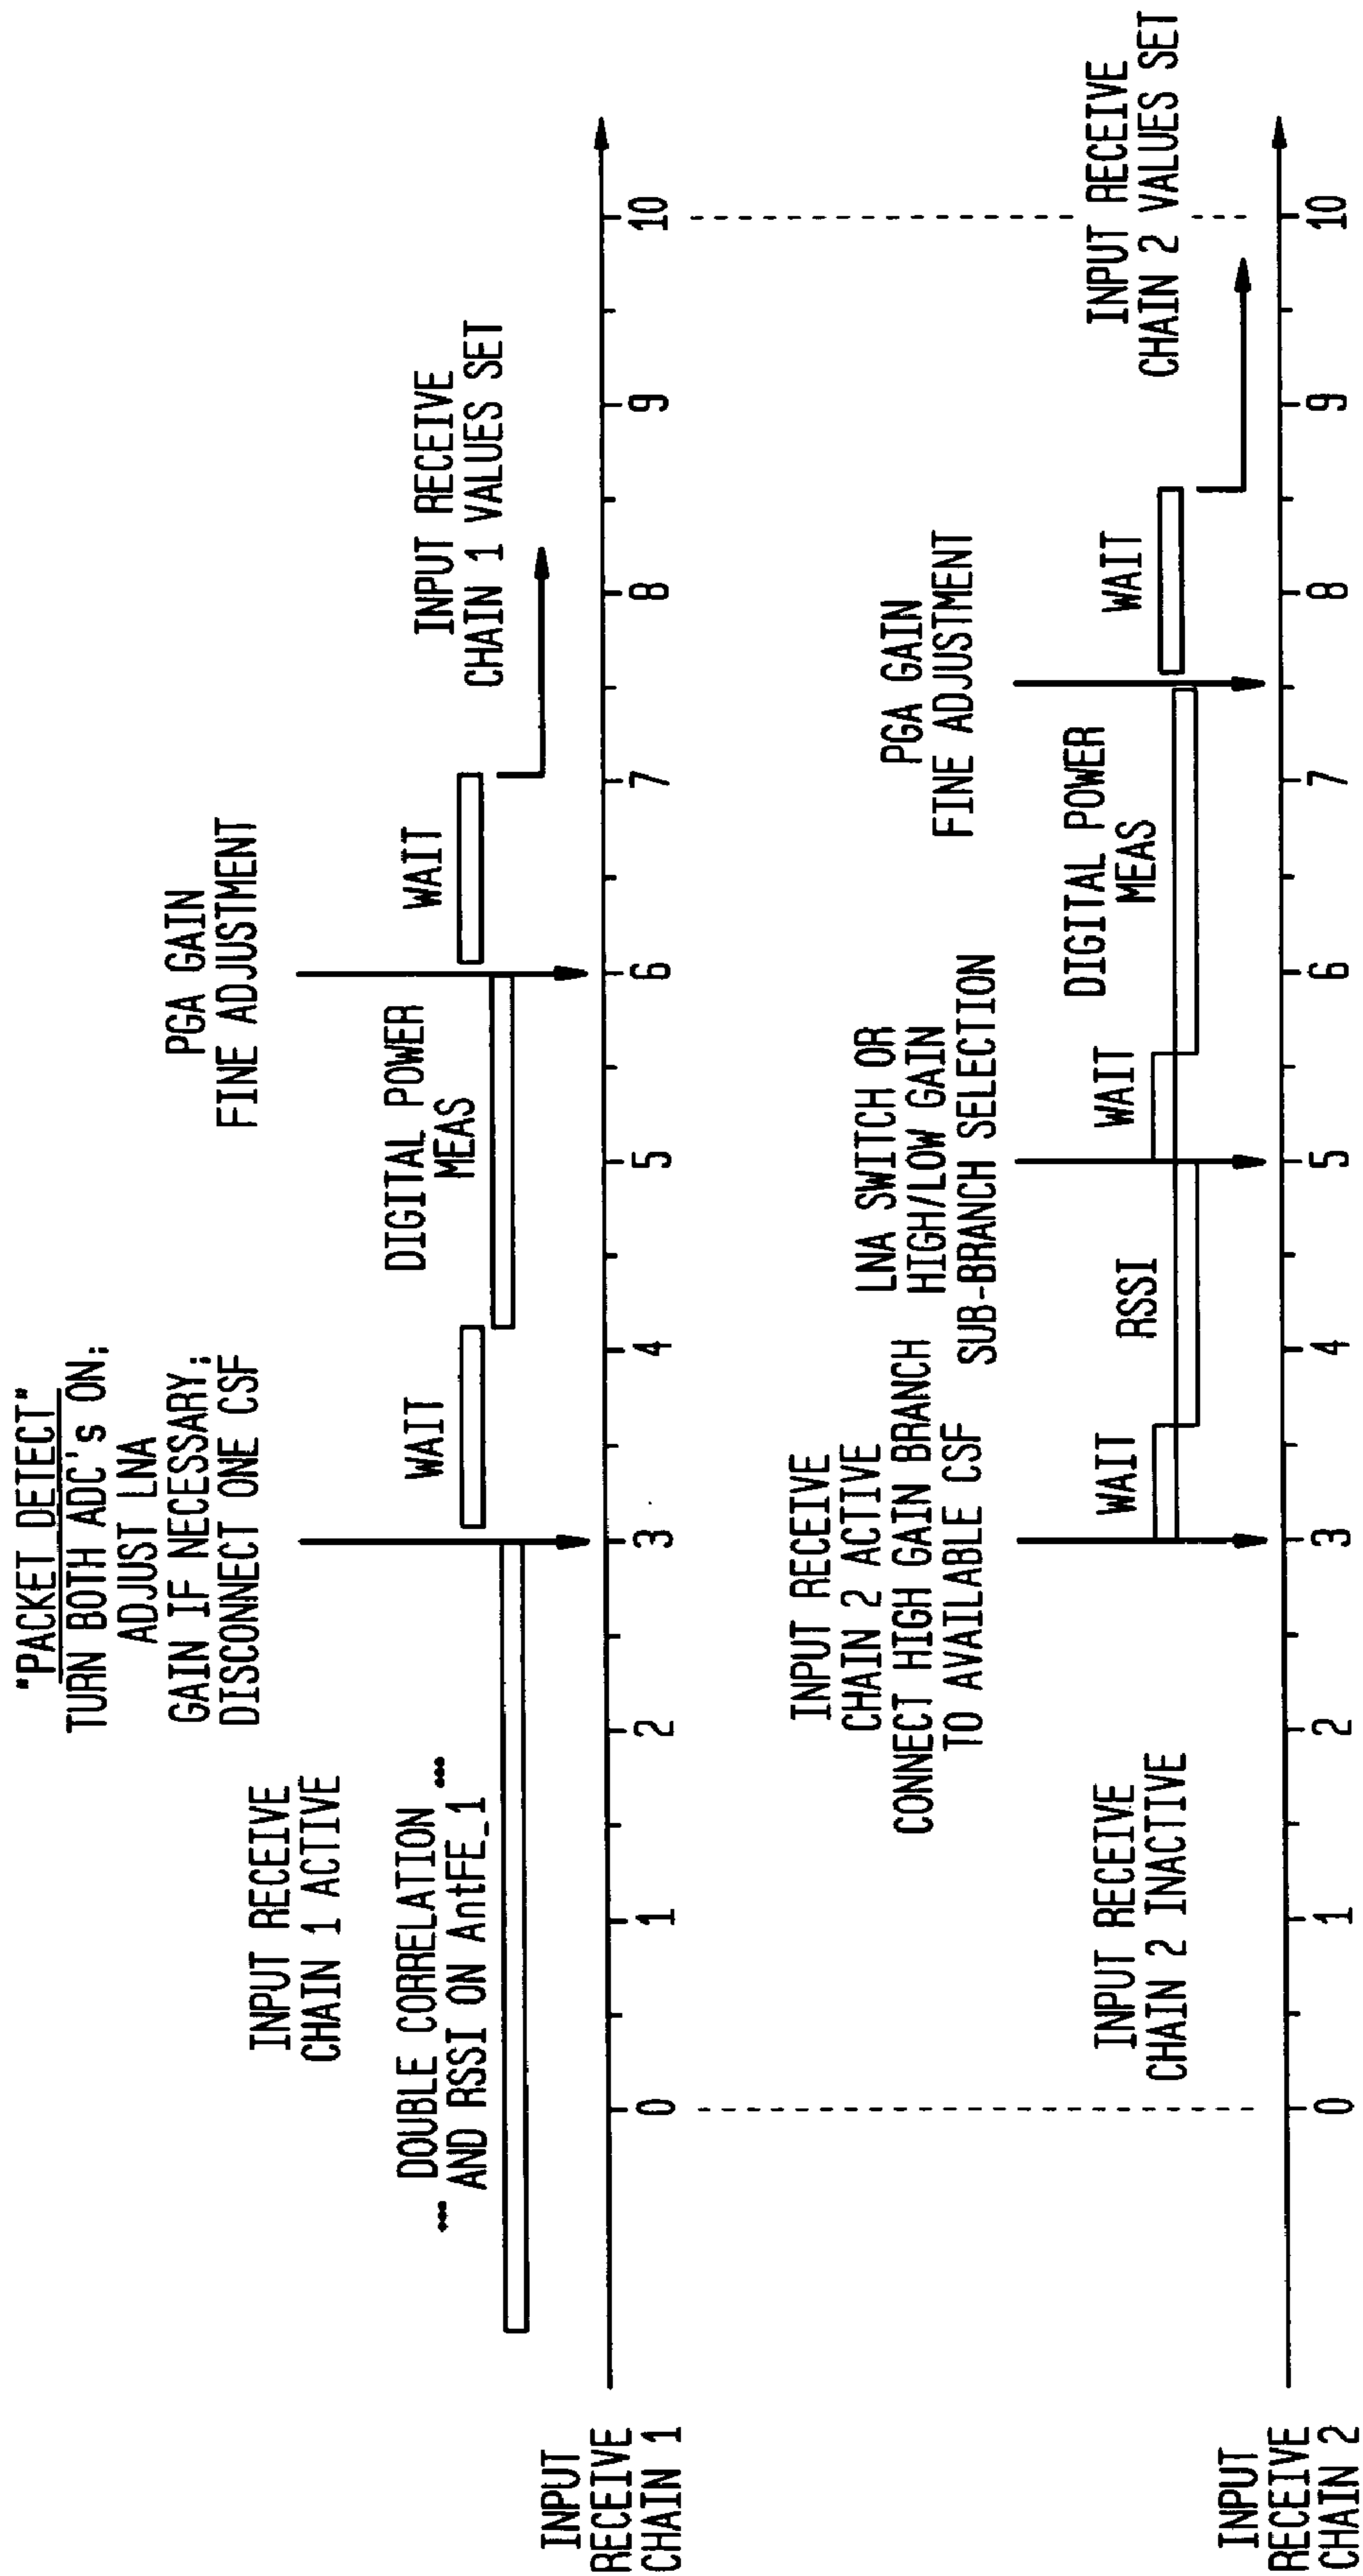 "PACKET DETECT"
TURN BOTH ADC's ON;
ADJUST LNA
GAIN IF NECESSARY;
DISCONNECT ONE CSF
INPUT RECEIVE
CHAIN 1 ACTIVE
PGA GAIN
FINE ADJUSTMENT
INPUT RECEIVE
CHAIN 1 VALUES SET
••• DOUBLE CORRELATION •••
AND RSSI ON AntFE_1
WAIT
DIGITAL POWER
MEAS
WAIT
INPUT
RECEIVE
CHAIN 1
0 1 2 3 4 5 6 7 8 9 10
INPUT RECEIVE
CHAIN 2 ACTIVE
CONNECT HIGH GAIN BRANCH
TO AVAILABLE CSF
LNA SWITCH OR
HIGH/LOW GAIN
SUB-BRANCH SELECTION
PGA GAIN
FINE ADJUSTMENT
INPUT RECEIVE
CHAIN 2 VALUES SET
INPUT RECEIVE
CHAIN 2 INACTIVE
WAIT
RSSI
WAIT
DIGITAL POWER
MEAS
WAIT
INPUT
RECEIVE
CHAIN 2
0 1 2 3 4 5 6 7 8 9 10